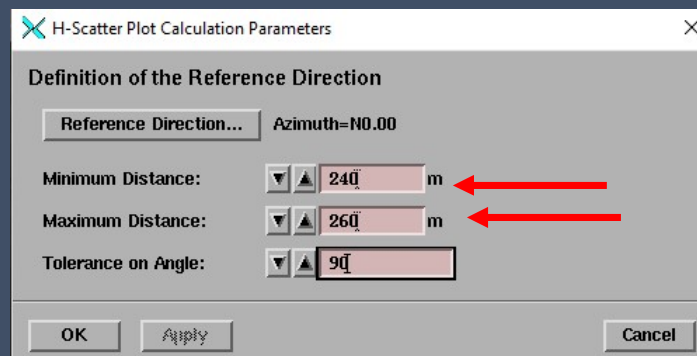 H-Scatter Plot Calculation Parameters
Definition of the Reference Direction
Reference Direction... Azimuth=N0.00
Minimum Distance: 240 m
Maximum Distance: 260 m
Tolerance on Angle: 90
OK Apply Cancel